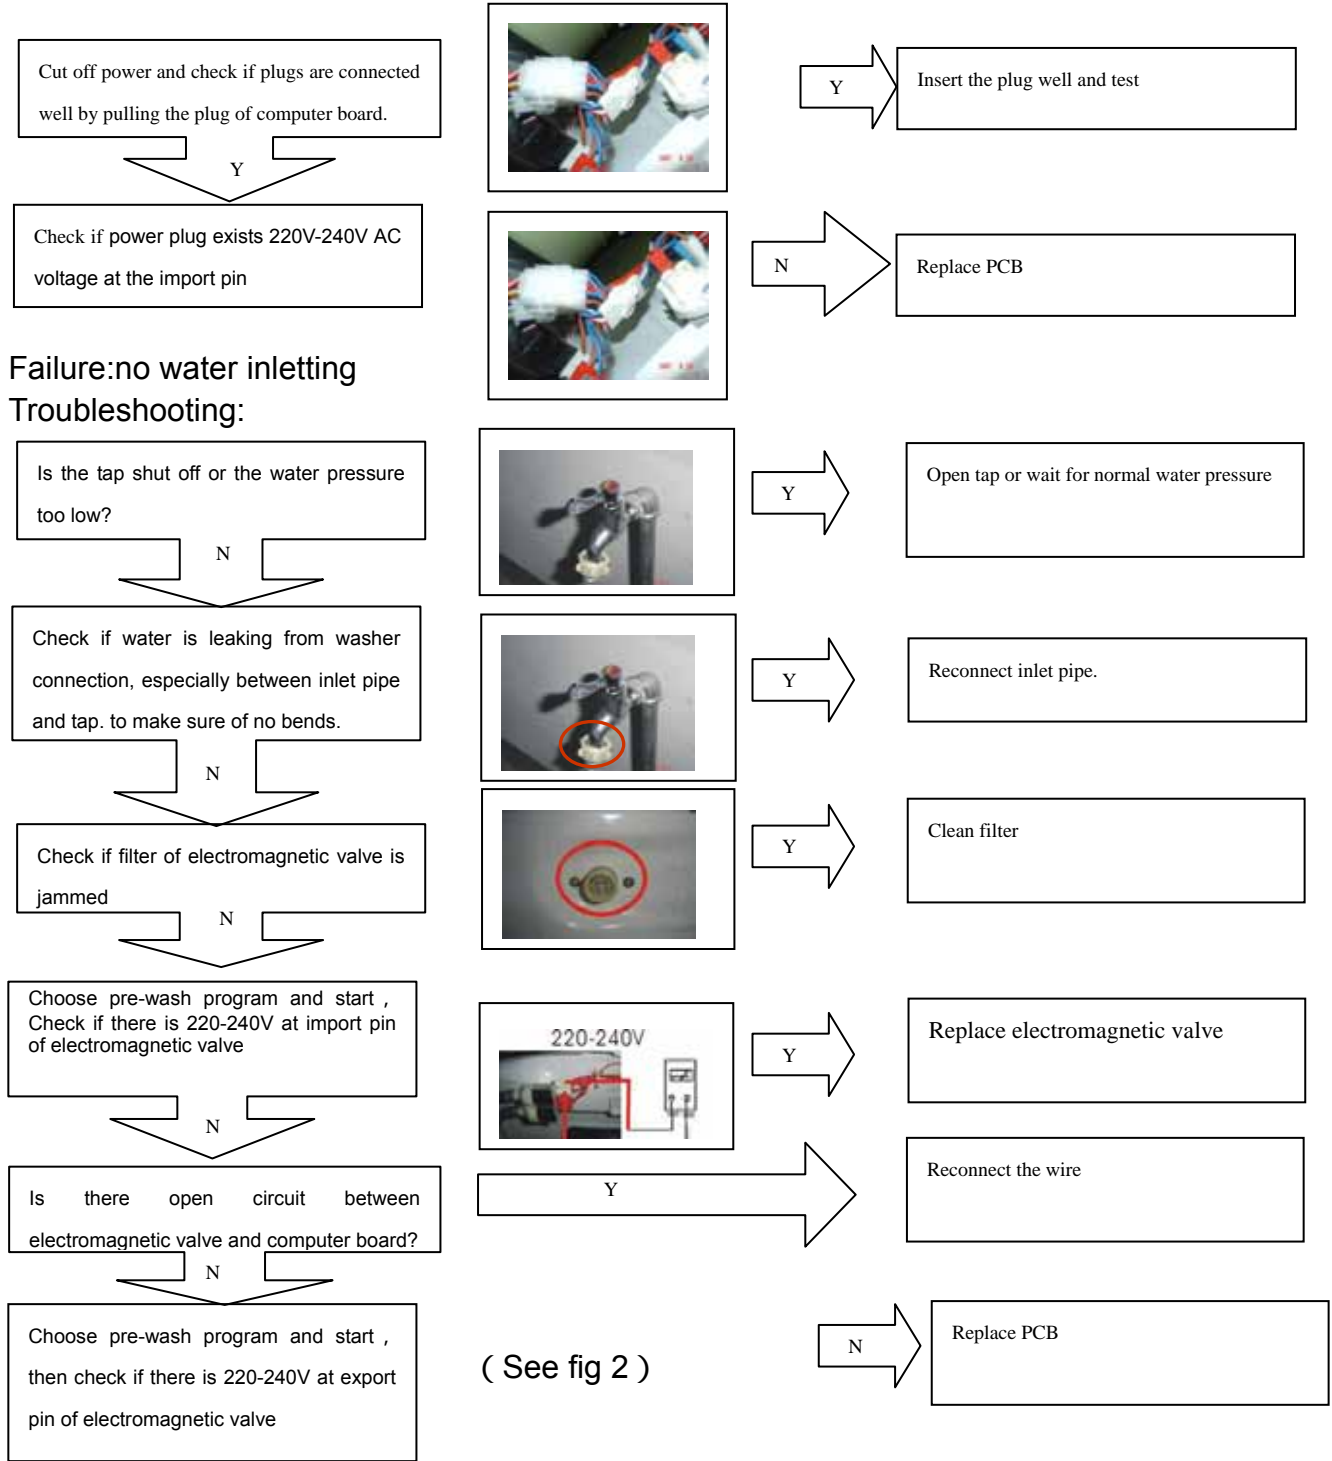 Cut off power and check if plugs are connected
well by pulling the plug of computer board.
Y
Insert the plug well and test
Y
Check if power plug exists 220V-240V AC
voltage at the import pin
N
Replace PCB
Failure:no water inletting
Troubleshooting:
Is the tap shut off or the water pressure
too low?
Y
Open tap or wait for normal water pressure
N
Check if water is leaking from washer
connection, especially between inlet pipe
and tap. to make sure of no bends.
Y
Reconnect inlet pipe.
N
Check if filter of electromagnetic valve is
jammed
Y
Clean filter
N
Choose pre-wash program and start ,
Check if there is 220-240V at import pin
of electromagnetic valve
220-240V
Y
Replace electromagnetic valve
N
Is there open circuit between
electromagnetic valve and computer board?
Y
Reconnect the wire
N
Choose pre-wash program and start ,
then check if there is 220-240V at export
pin of electromagnetic valve
( See fig 2 )
N
Replace PCB